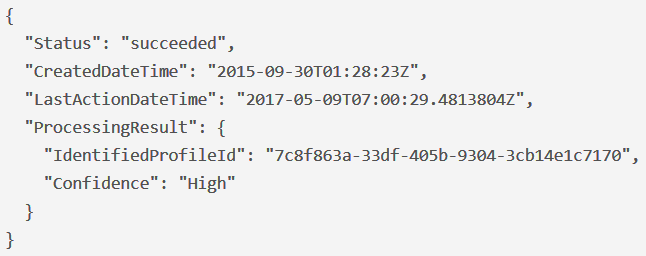 {
  "Status": "succeeded",
  "CreatedDateTime": "2015-09-30T01:28:23Z",
  "LastActionDateTime": "2017-05-09T07:00:29.4813804Z",
  "ProcessingResult": {
    "IdentifiedProfileId": "7c8f863a-33df-405b-9304-3cb14e1c7170",
    "Confidence": "High"
  }
}